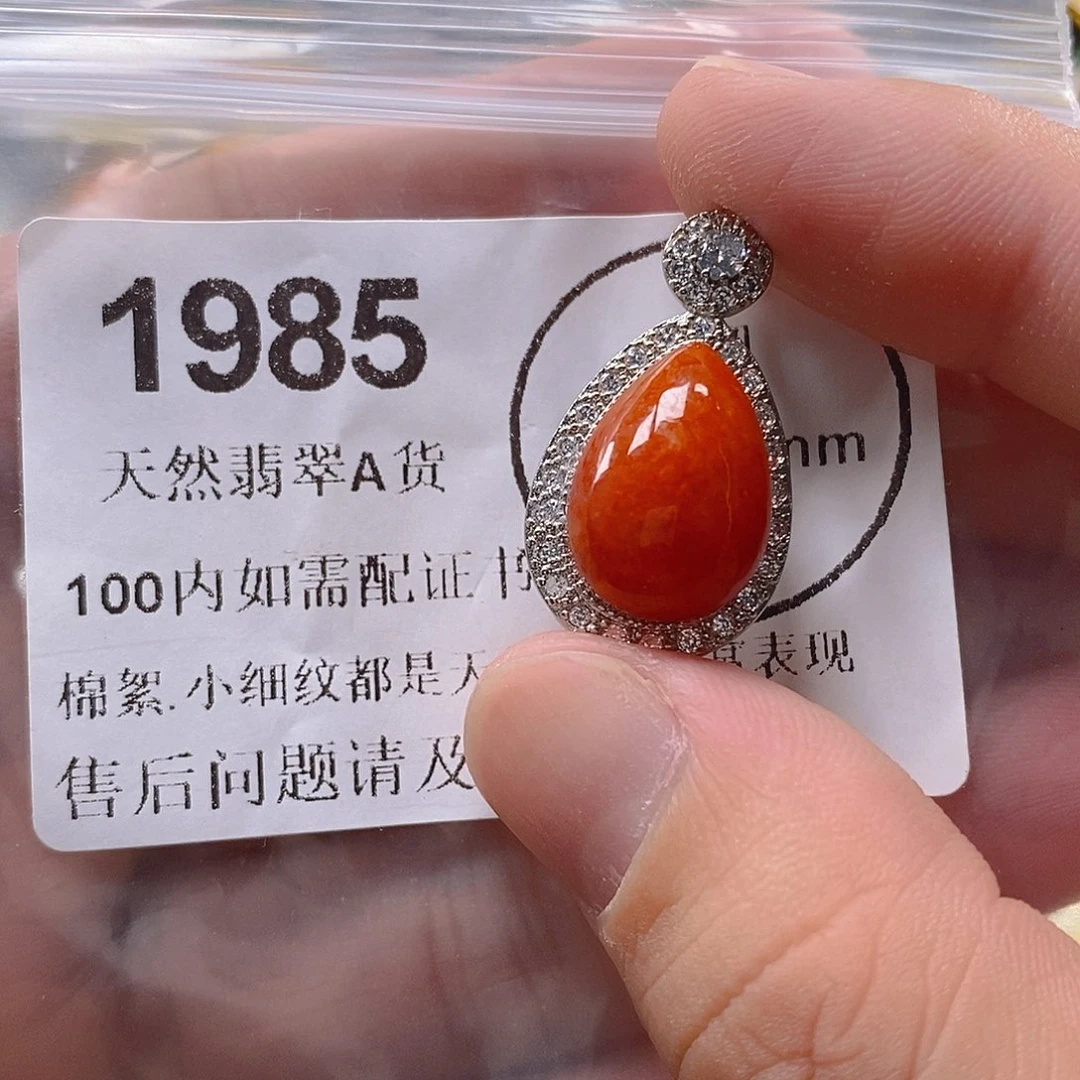 1985
天然翡翠A货
mm
100内如需配证书
棉絮.小细纹都是天 表现
售后问题请及